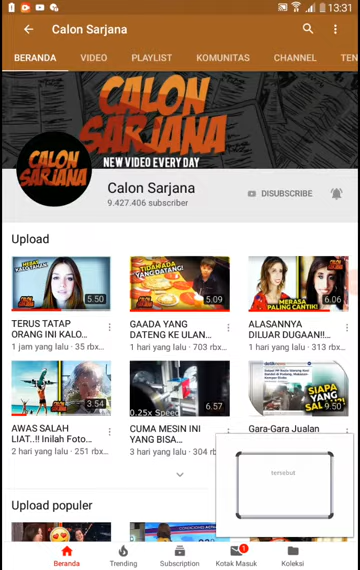 13:31
Calon Sarjana
BERANDA VIDEO PLAYLIST KOMUNITAS CHANNEL TEN
CALON
SARJANA
NEW VIDEO EVERY DAY
CALON
SARJANA
Calon Sarjana
9.427.406 subscriber
DISUBSCRIBE
Upload
5.50
TIDAK ADA
YANG DATANG!
5.09
MERASA
PALING CANTIK!
6.06
TERUS TATAP
ORANG INI KALO...
1 jam yang lalu · 35 rbx...
GAADA YANG
DATENG KE ULAN...
1 hari yang lalu · 703 rbx...
ALASANNYA
DILUAR DUGAAN!!...
1 hari yang lalu · 313 rbx...
3.54
0.25x Speed
6.57
SIAPA
YANG
SAL
9.50
AWAS SALAH
LIAT..!! Inilah Foto...
2 hari yang lalu · 251 rbx...
CUMA MESIN INI
YANG BISA...
3 hari yang lalu · 304 rb
Gara-Gara Jualan
tersebut
Upload populer
Beranda
Trending
Subscription
1
Kotak Masuk
Koleksi